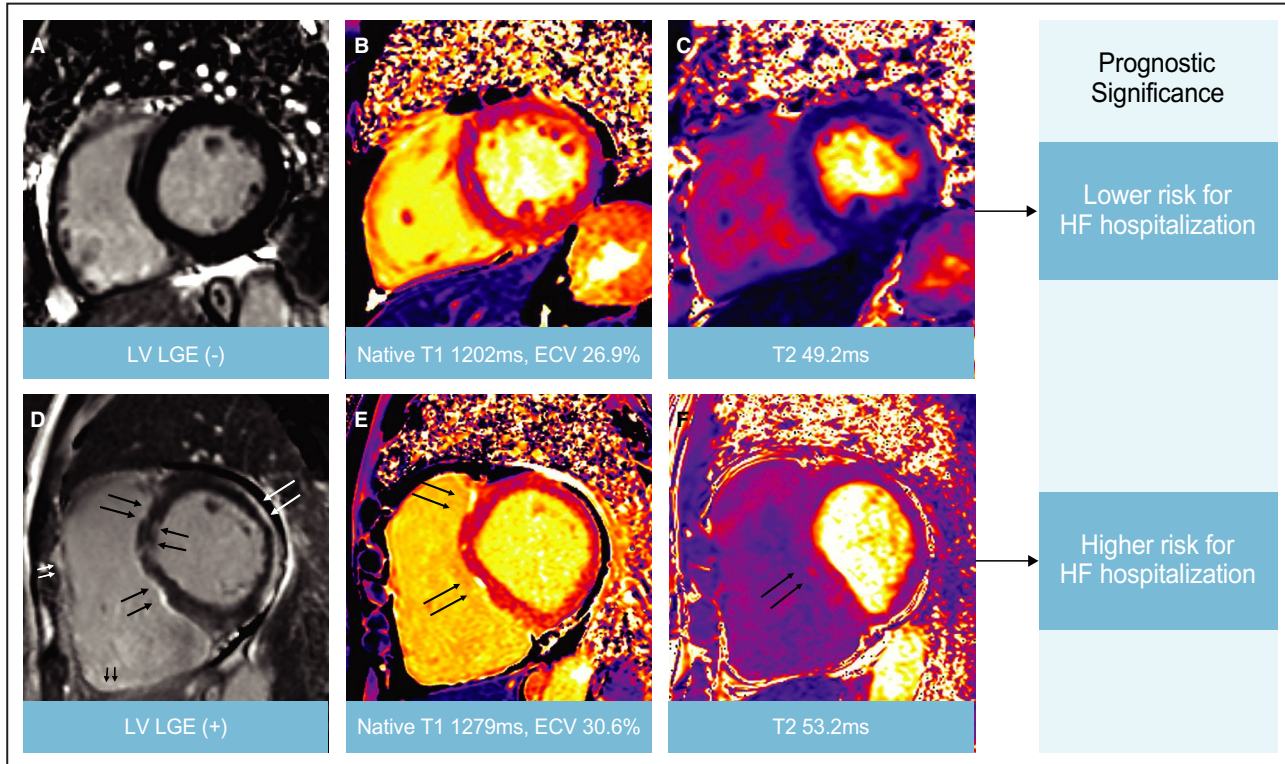 A
B
C
Prognostic
Significance
Lower risk for
HF hospitalization
LV LGE (-)
Native T1 1202ms, ECV 26.9%
T2 49.2ms
D
E
F
Higher risk for
HF hospitalization
LV LGE (+)
Native T1 1279ms, ECV 30.6%
T2 53.2ms